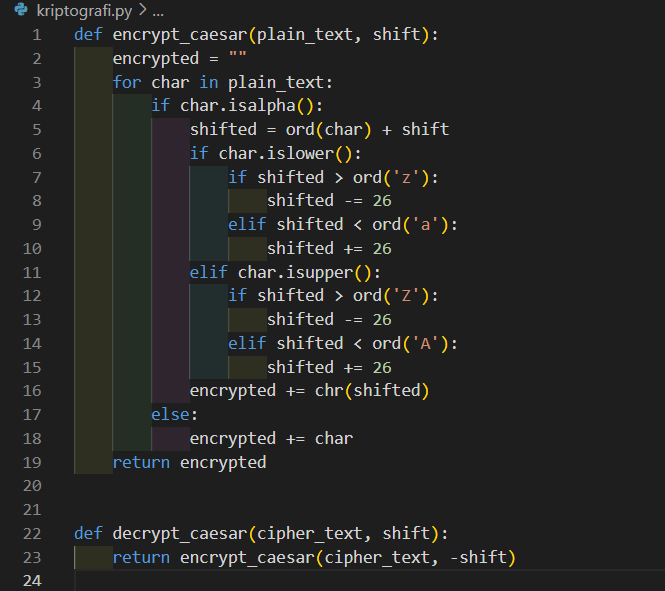 kriptografi.py > ...
1 def encrypt_caesar(plain_text, shift):
2     encrypted = ""
3     for char in plain_text:
4         if char.isalpha():
5             shifted = ord(char) + shift
6             if char.islower():
7                 if shifted > ord('z'):
8                     shifted -= 26
9                 elif shifted < ord('a'):
10                     shifted += 26
11             elif char.isupper():
12                 if shifted > ord('Z'):
13                     shifted -= 26
14                 elif shifted < ord('A'):
15                     shifted += 26
16             encrypted += chr(shifted)
17         else:
18             encrypted += char
19     return encrypted
20
21
22 def decrypt_caesar(cipher_text, shift):
23     return encrypt_caesar(cipher_text, -shift)
24